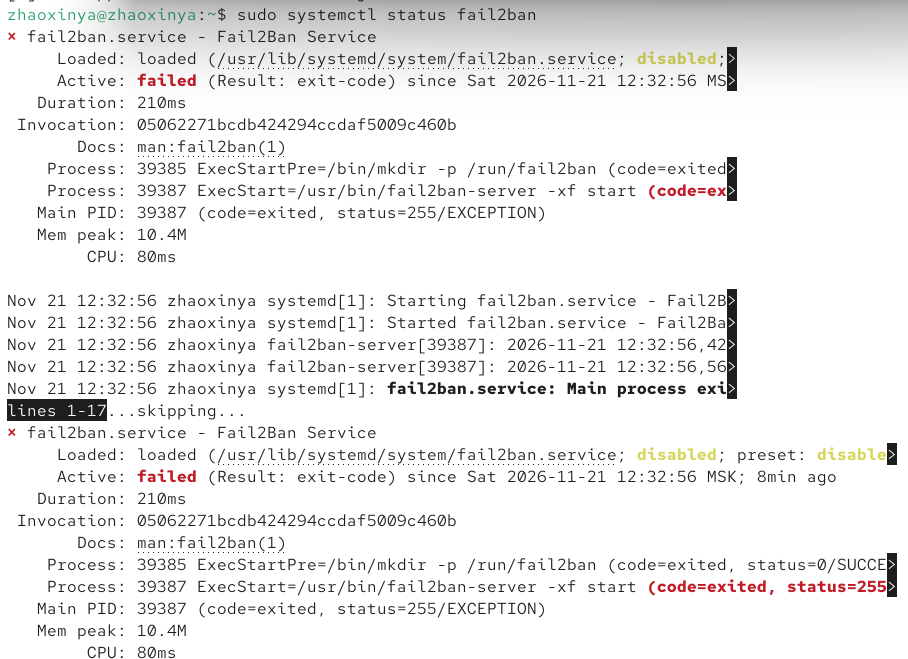 zhaoxinya@zhaoxinya:~$ sudo systemctl status fail2ban
× fail2ban.service - Fail2Ban Service
Loaded: loaded (/usr/lib/systemd/system/fail2ban.service; disabled;>
Active: failed (Result: exit-code) since Sat 2026-11-21 12:32:56 MS>
Duration: 210ms
Invocation: 05062271bcdb424294ccdaf5009c460b
Docs: man:fail2ban(1)
Process: 39385 ExecStartPre=/bin/mkdir -p /run/fail2ban (code=exited>
Process: 39387 ExecStart=/usr/bin/fail2ban-server -xf start (code=ex>
Main PID: 39387 (code=exited, status=255/EXCEPTION)
Mem peak: 10.4M
CPU: 80ms
Nov 21 12:32:56 zhaoxinya systemd[1]: Starting fail2ban.service - Fail2B>
Nov 21 12:32:56 zhaoxinya systemd[1]: Started fail2ban.service - Fail2Ba>
Nov 21 12:32:56 zhaoxinya fail2ban-server[39387]: 2026-11-21 12:32:56,42>
Nov 21 12:32:56 zhaoxinya fail2ban-server[39387]: 2026-11-21 12:32:56,56>
Nov 21 12:32:56 zhaoxinya systemd[1]: fail2ban.service: Main process exi>
lines 1-17...skipping...
× fail2ban.service - Fail2Ban Service
Loaded: loaded (/usr/lib/systemd/system/fail2ban.service; disabled; preset: disable>
Active: failed (Result: exit-code) since Sat 2026-11-21 12:32:56 MSK; 8min ago
Duration: 210ms
Invocation: 05062271bcdb424294ccdaf5009c460b
Docs: man:fail2ban(1)
Process: 39385 ExecStartPre=/bin/mkdir -p /run/fail2ban (code=exited, status=0/SUCCE>
Process: 39387 ExecStart=/usr/bin/fail2ban-server -xf start (code=exited, status=255>
Main PID: 39387 (code=exited, status=255/EXCEPTION)
Mem peak: 10.4M
CPU: 80ms